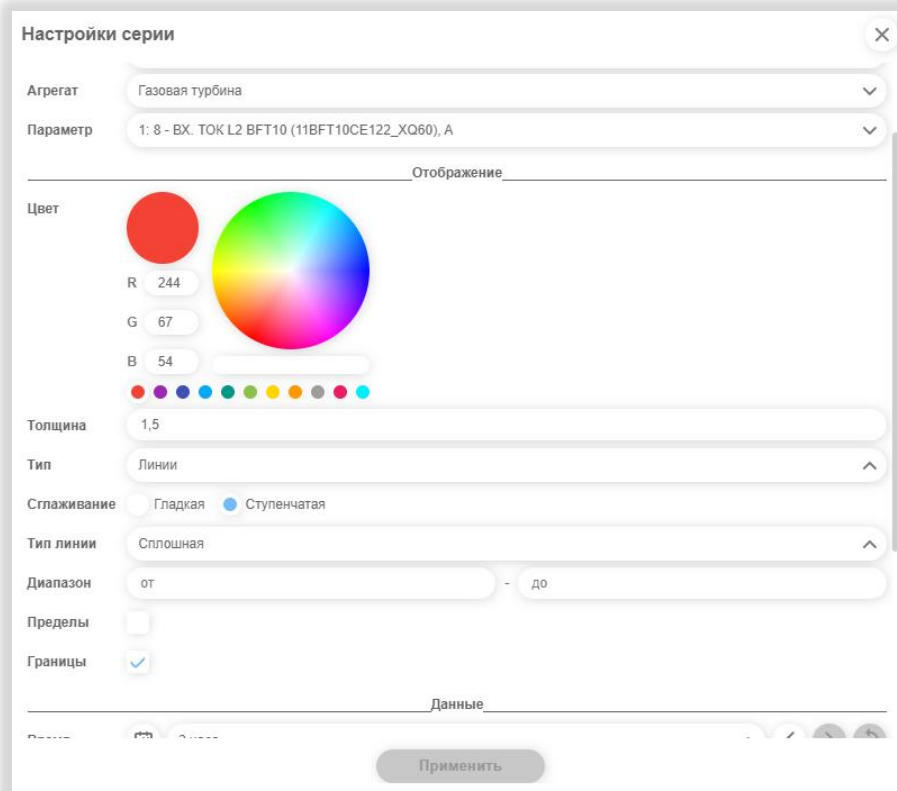 Настройки серии
Агрегат Газовая турбина
Параметр 1: 8 - ВХ. ТОК L2 BFT10 (11BFT10CE122_XQ60), А
Отображение
Цвет
R 244
G 67
B 54
Толщина 1,5
Тип Линии
Сглаживание Гладкая Ступенчатая
Тип линии Сплошная
Диапазон от - до
Пределы
Границы
Данные
Применить